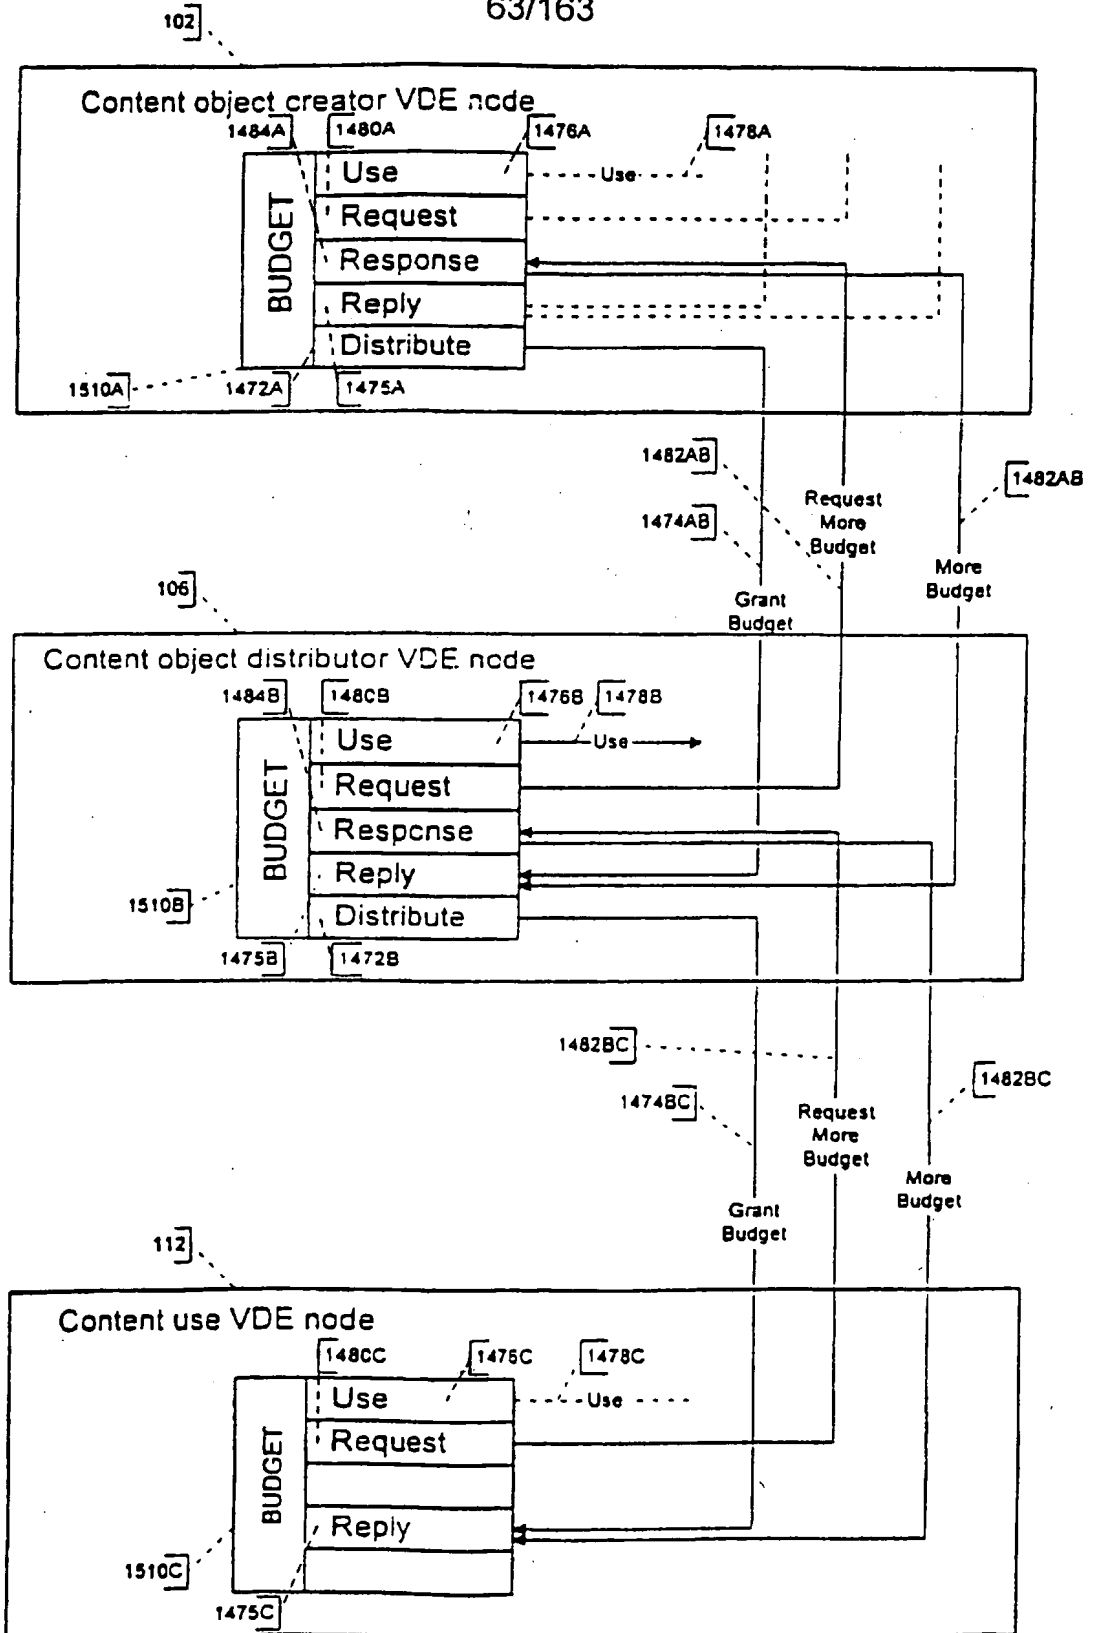 63/163
102
Content object creator VDE node
1484A
1480A
1476A
1478A
BUDGET
Use
Use
Request
Response
Reply
Distribute
1510A
1472A
1475A
1482AB
1482AB
1474AB
Request
More
Budget
More
Budget
Grant
Budget
106
Content object distributor VDE node
1484B
1480B
1476B
1478B
BUDGET
Use
Use
Request
Response
Reply
Distribute
1510B
1475B
1472B
1482BC
1482BC
1474BC
Request
More
Budget
More
Budget
Grant
Budget
112
Content use VDE node
1480C
1476C
1478C
BUDGET
Use
Use
Request
Reply
1510C
1475C